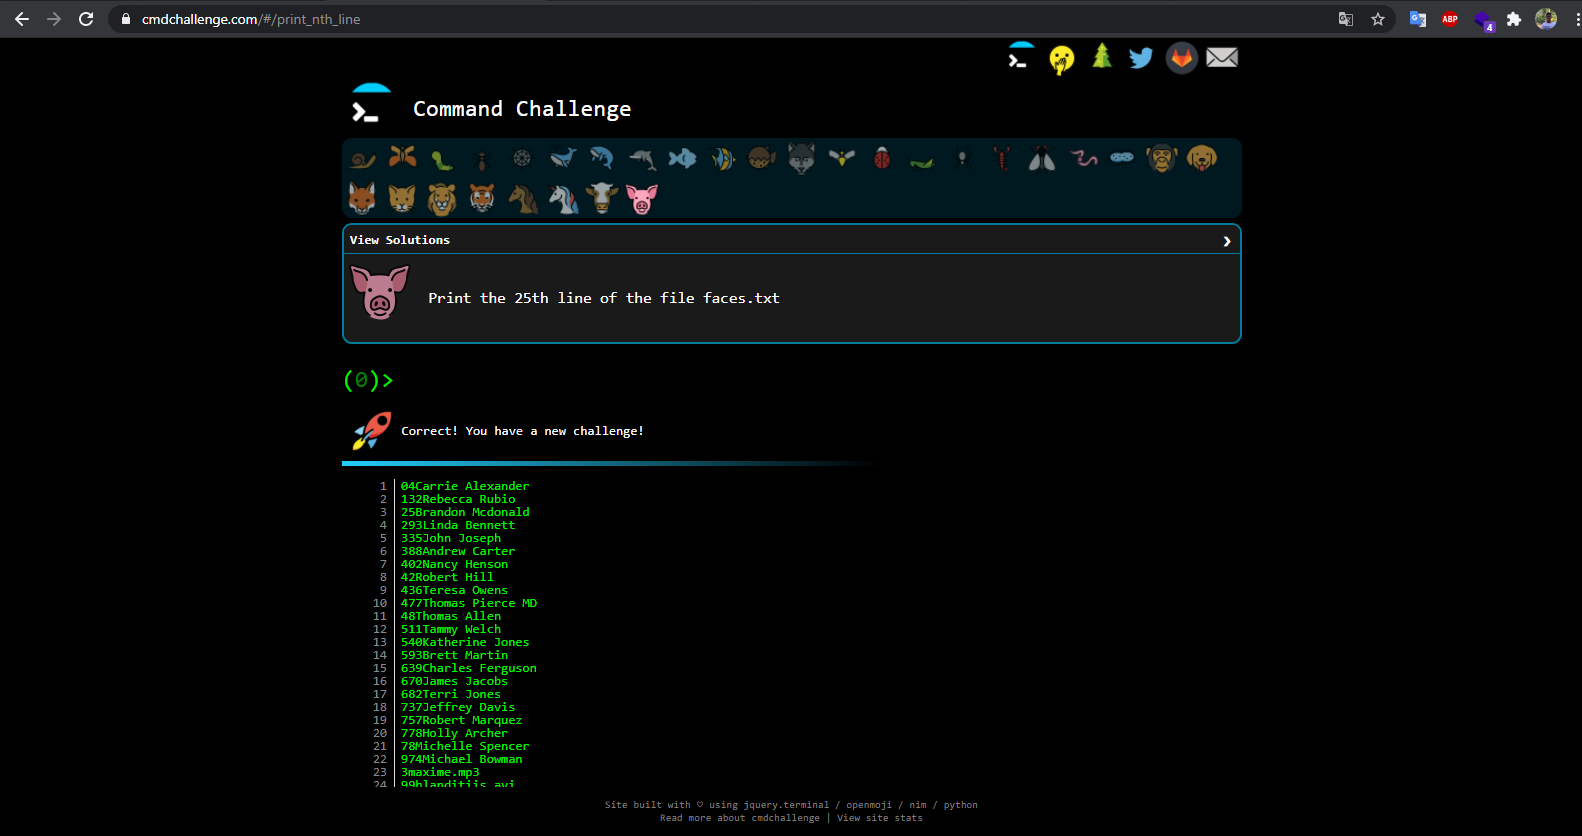 cmdchallenge.com/#/print_nth_line
ABP
4
Command Challenge
View Solutions
Print the 25th line of the file faces.txt
(0)>
Correct! You have a new challenge!
1 04Carrie Alexander
2 132Rebecca Rubio
3 25Brandon Mcdonald
4 293Linda Bennett
5 335John Joseph
6 388Andrew Carter
7 402Nancy Henson
8 42Robert Hill
9 436Teresa Owens
10 477Thomas Pierce MD
11 48Thomas Allen
12 511Tammy Welch
13 540Katherine Jones
14 593Brett Martin
15 639Charles Ferguson
16 670James Jacobs
17 682Terri Jones
18 737Jeffrey Davis
19 757Robert Marquez
20 778Holly Archer
21 78Michelle Spencer
22 974Michael Bowman
23 3maxime.mp3
24 99blanditiis.avi
Site built with ♡ using jquery.terminal / openmoji / nim / python
Read more about cmdchallenge | View site stats